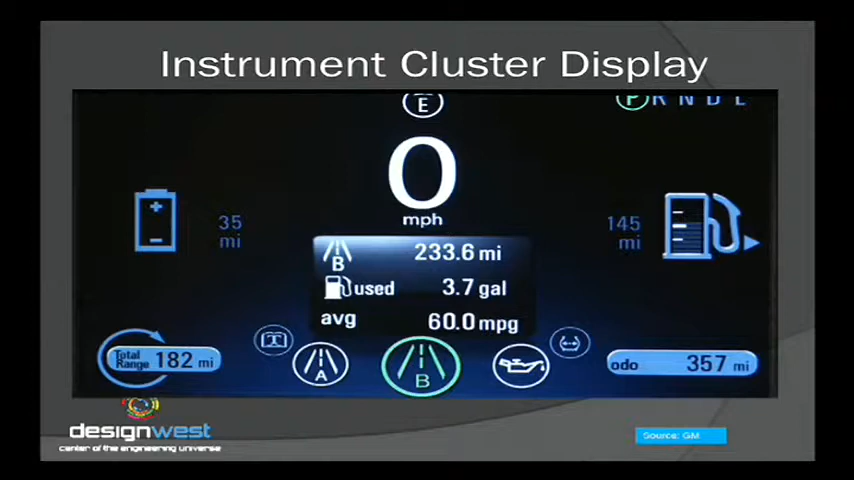 Instrument Cluster Display
E
P R N D L
0
mph
35
mi
145
mi
B 233.6 mi
used 3.7 gal
avg 60.0 mpg
Total
Range 182 mi
A
B
odo 357 mi
designwest
center of the engineering universe
Source: GM